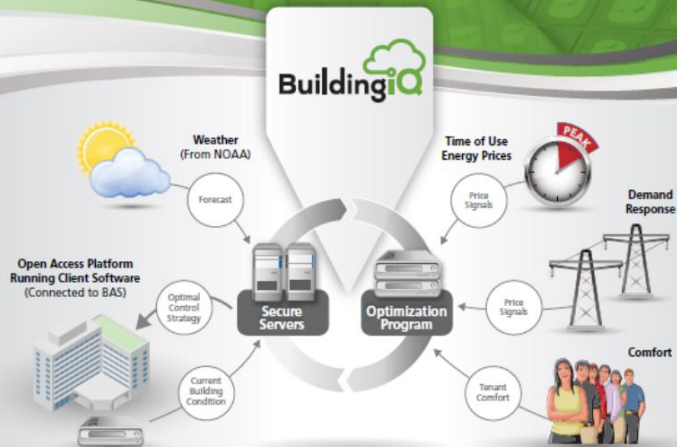 BuildingiQ
Weather
(From NOAA)
Forecast
Time of Use
Energy Prices
PEAK
Price
Signals
Demand
Response
Open Access Platform
Running Client Software
(Connected to BAS)
Optimal
Control
Strategy
Secure
Servers
Optimization
Program
Price
Signals
Current
Building
Condition
Tenant
Comfort
Comfort